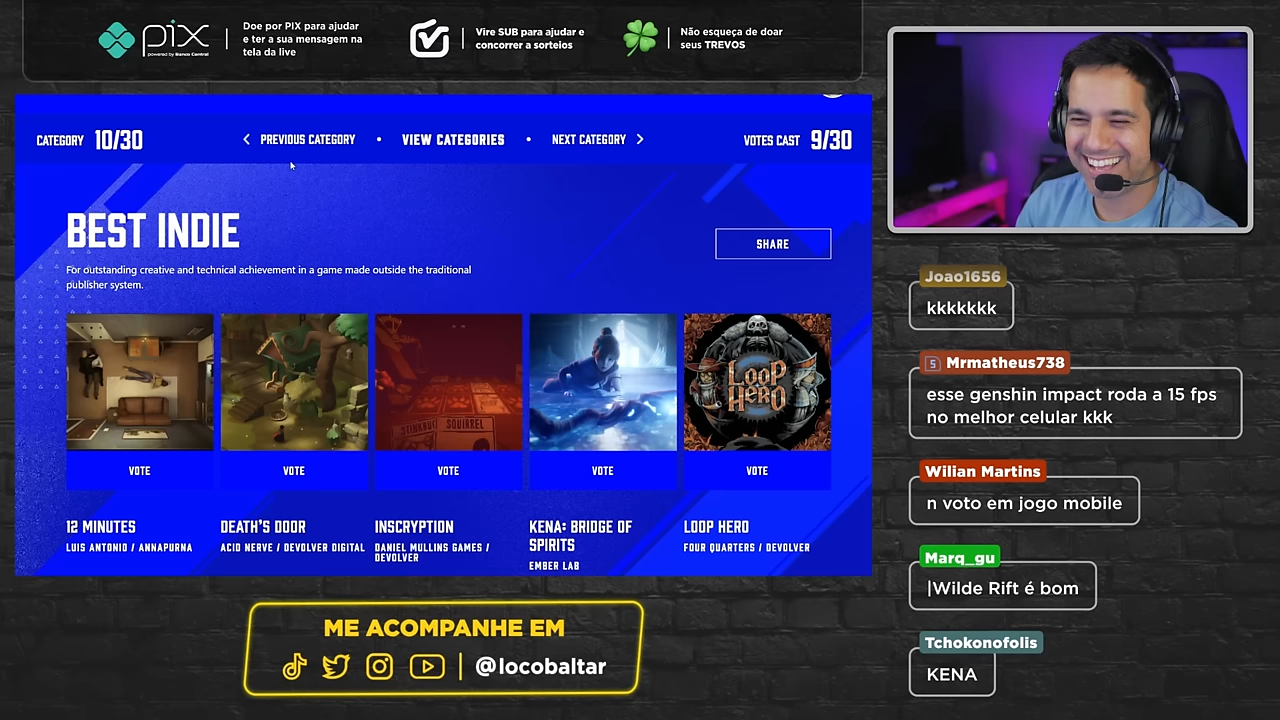 pix
powered by Banco Central
Doe por PIX para ajudar
e ter a sua mensagem na
tela da live
Vire SUB para ajudar e
concorrer a sorteios
Não esqueça de doar
seus TREVOS
CATEGORY 10/30
PREVIOUS CATEGORY
VIEW CATEGORIES
NEXT CATEGORY
VOTES CAST 9/30
BEST INDIE
For outstanding creative and technical achievement in a game made outside the traditional
publisher system.
SHARE
SQUIRREL
LOOP
HERO
VOTE
VOTE
VOTE
VOTE
VOTE
12 MINUTES
LUIS ANTONIO / ANNAPURNA
DEATH'S DOOR
ACID NERVE / DEVOLVER DIGITAL
INSCRYPTION
DANIEL MULLINS GAMES /
DEVOLVER
KENA: BRIDGE OF
SPIRITS
EMBER LAB
LOOP HERO
FOUR QUARTERS / DEVOLVER
ME ACOMPANHE EM
@locobaltar
Joao1656
kkkkkkk
S Mrmatheus738
esse genshin impact roda a 15 fps
no melhor celular kkk
Wilian Martins
n voto em jogo mobile
Marq_gu
|Wilde Rift é bom
Tchokonofolis
KENA